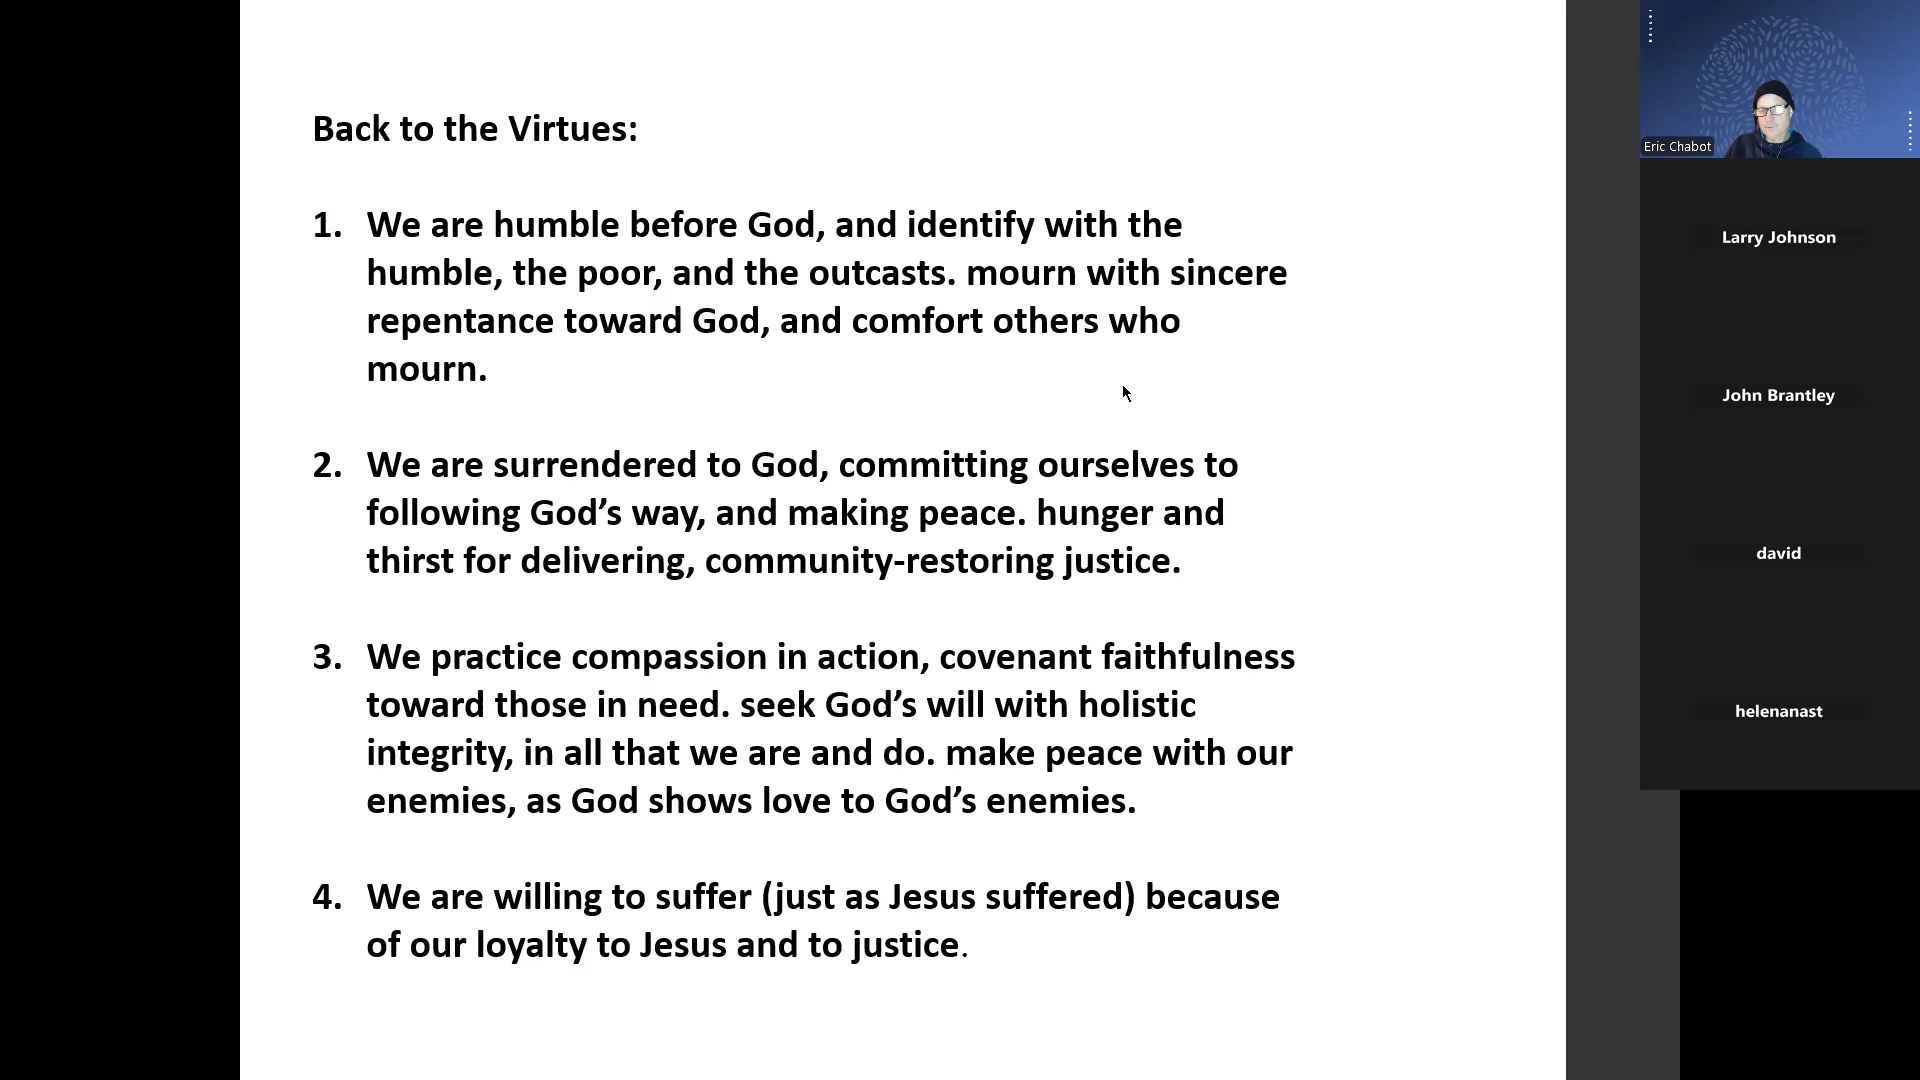 Back to the Virtues:
1. We are humble before God, and identify with the
humble, the poor, and the outcasts. mourn with sincere
repentance toward God, and comfort others who
mourn.
2. We are surrendered to God, committing ourselves to
following God’s way, and making peace. hunger and
thirst for delivering, community-restoring justice.
3. We practice compassion in action, covenant faithfulness
toward those in need. seek God’s will with holistic
integrity, in all that we are and do. make peace with our
enemies, as God shows love to God’s enemies.
4. We are willing to suffer (just as Jesus suffered) because
of our loyalty to Jesus and to justice.
Eric Chabot
Larry Johnson
John Brantley
david
helenanast